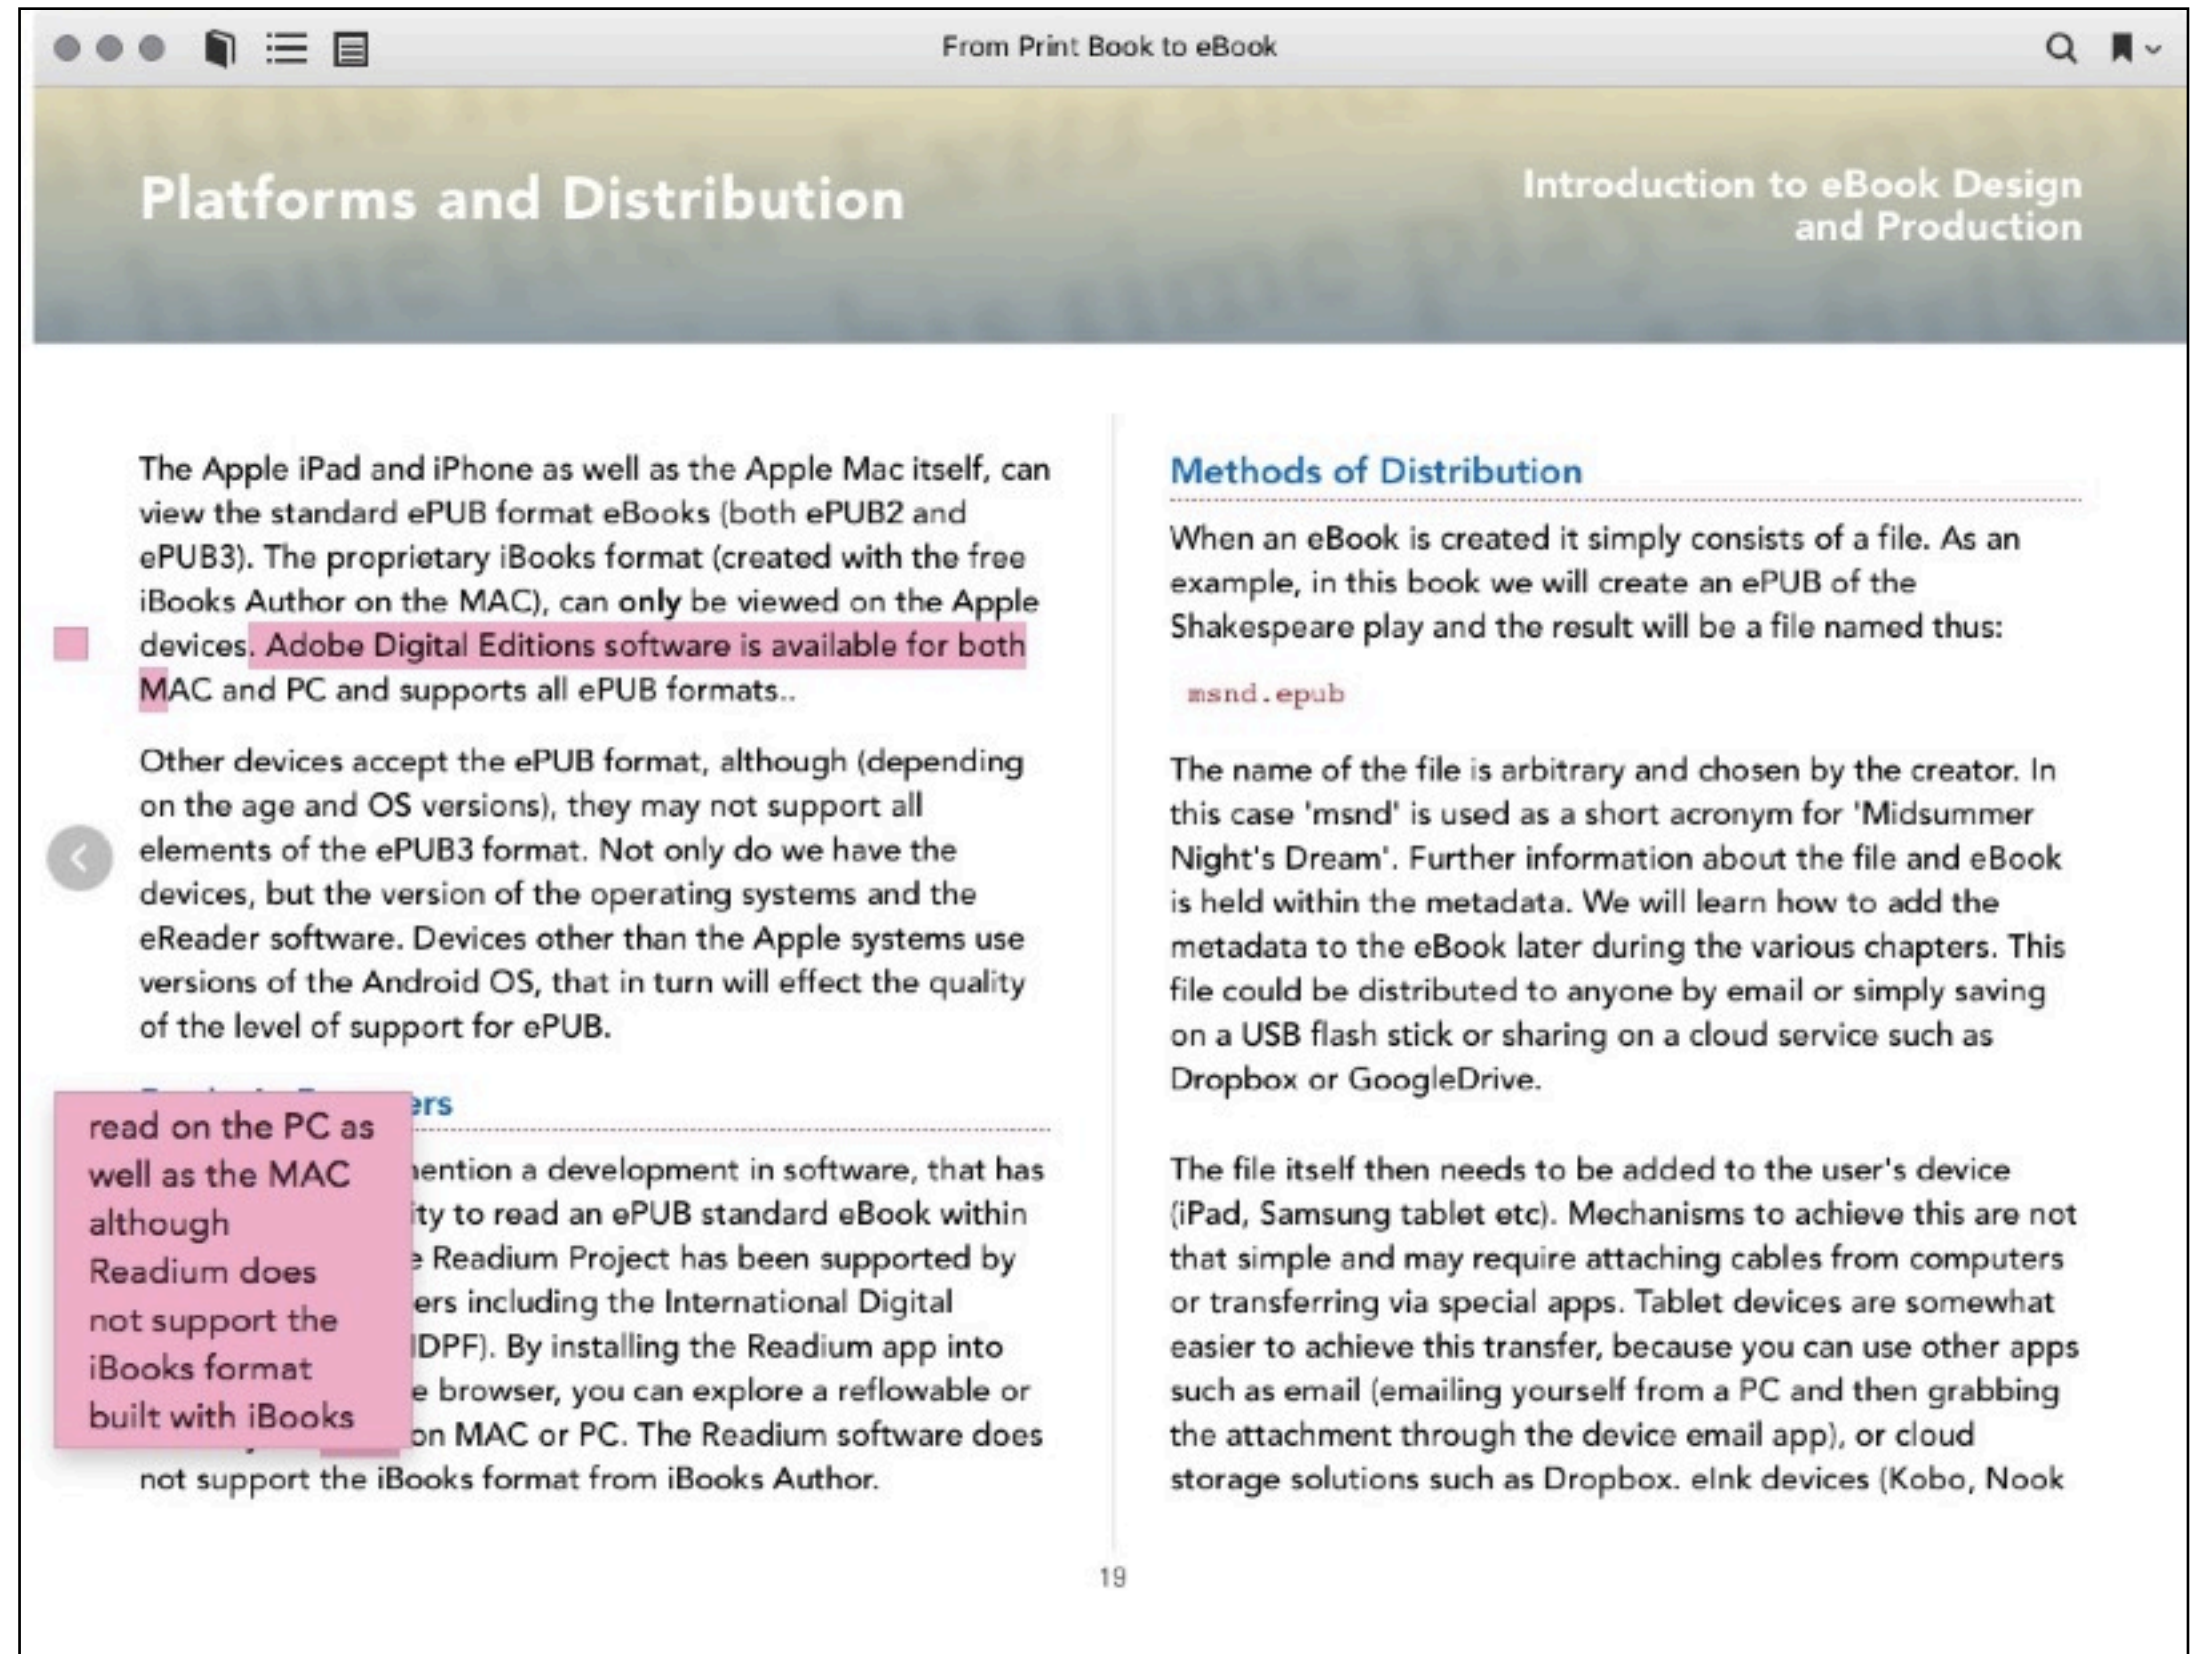 From Print Book to eBook
Platforms and Distribution
Introduction to eBook Design
and Production
The Apple iPad and iPhone as well as the Apple Mac itself, can
view the standard ePUB format eBooks (both ePUB2 and
ePUB3). The proprietary iBooks format (created with the free
iBooks Author on the MAC), can only be viewed on the Apple
devices. Adobe Digital Editions software is available for both
MAC and PC and supports all ePUB formats..
Other devices accept the ePUB format, although (depending
on the age and OS versions), they may not support all
elements of the ePUB3 format. Not only do we have the
devices, but the version of the operating systems and the
eReader software. Devices other than the Apple systems use
versions of the Android OS, that in turn will effect the quality
of the level of support for ePUB.
read on the PC as
well as the MAC
although
Readium does
not support the
iBooks format
built with iBooks
a development in software, that has
to read an ePUB standard eBook within
Readium Project has been supported by
including the International Digital
By installing the Readium app into
browser, you can explore a reflowable or
on MAC or PC. The Readium software does
not support the iBooks format from iBooks Author.
Methods of Distribution
When an eBook is created it simply consists of a file. As an
example, in this book we will create an ePUB of the
Shakespeare play and the result will be a file named thus:
msnd.epub
The name of the file is arbitrary and chosen by the creator. In
this case 'msnd' is used as a short acronym for 'Midsummer
Night's Dream'. Further information about the file and eBook
is held within the metadata. We will learn how to add the
metadata to the eBook later during the various chapters. This
file could be distributed to anyone by email or simply saving
on a USB flash stick or sharing on a cloud service such as
Dropbox or GoogleDrive.
The file itself then needs to be added to the user's device
(iPad, Samsung tablet etc). Mechanisms to achieve this are not
that simple and may require attaching cables from computers
or transferring via special apps. Tablet devices are somewhat
easier to achieve this transfer, because you can use other apps
such as email (emailing yourself from a PC and then grabbing
the attachment through the device email app), or cloud
storage solutions such as Dropbox. eInk devices (Kobo, Nook
19